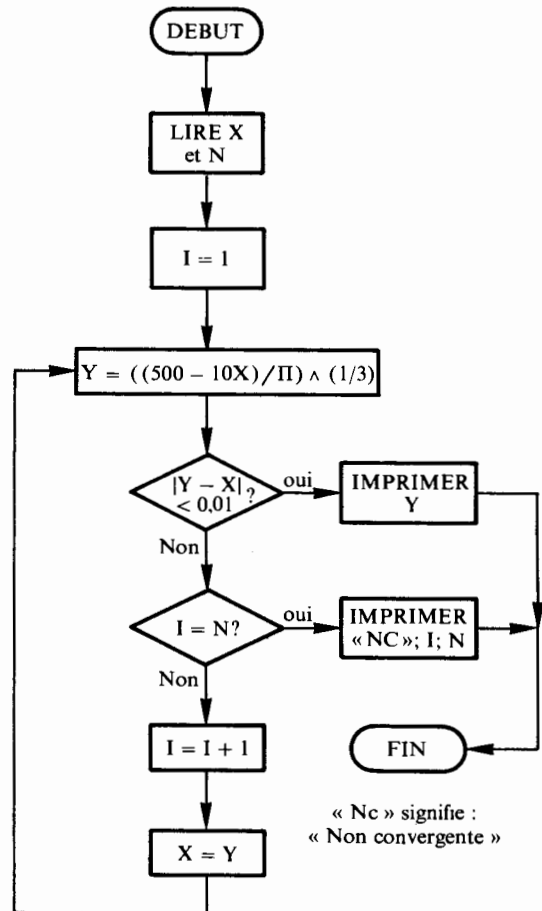 DEBUT
LIRE X
et N
I = 1
Y = ((500 – 10X)/Π) ∧ (1/3)
|Y – X|
< 0,01 ?
oui
IMPRIMER
Y
Non
I = N?
oui
IMPRIMER
«NC»; I; N
Non
I = I + 1
FIN
X = Y
« Nc » signifie :
« Non convergente »